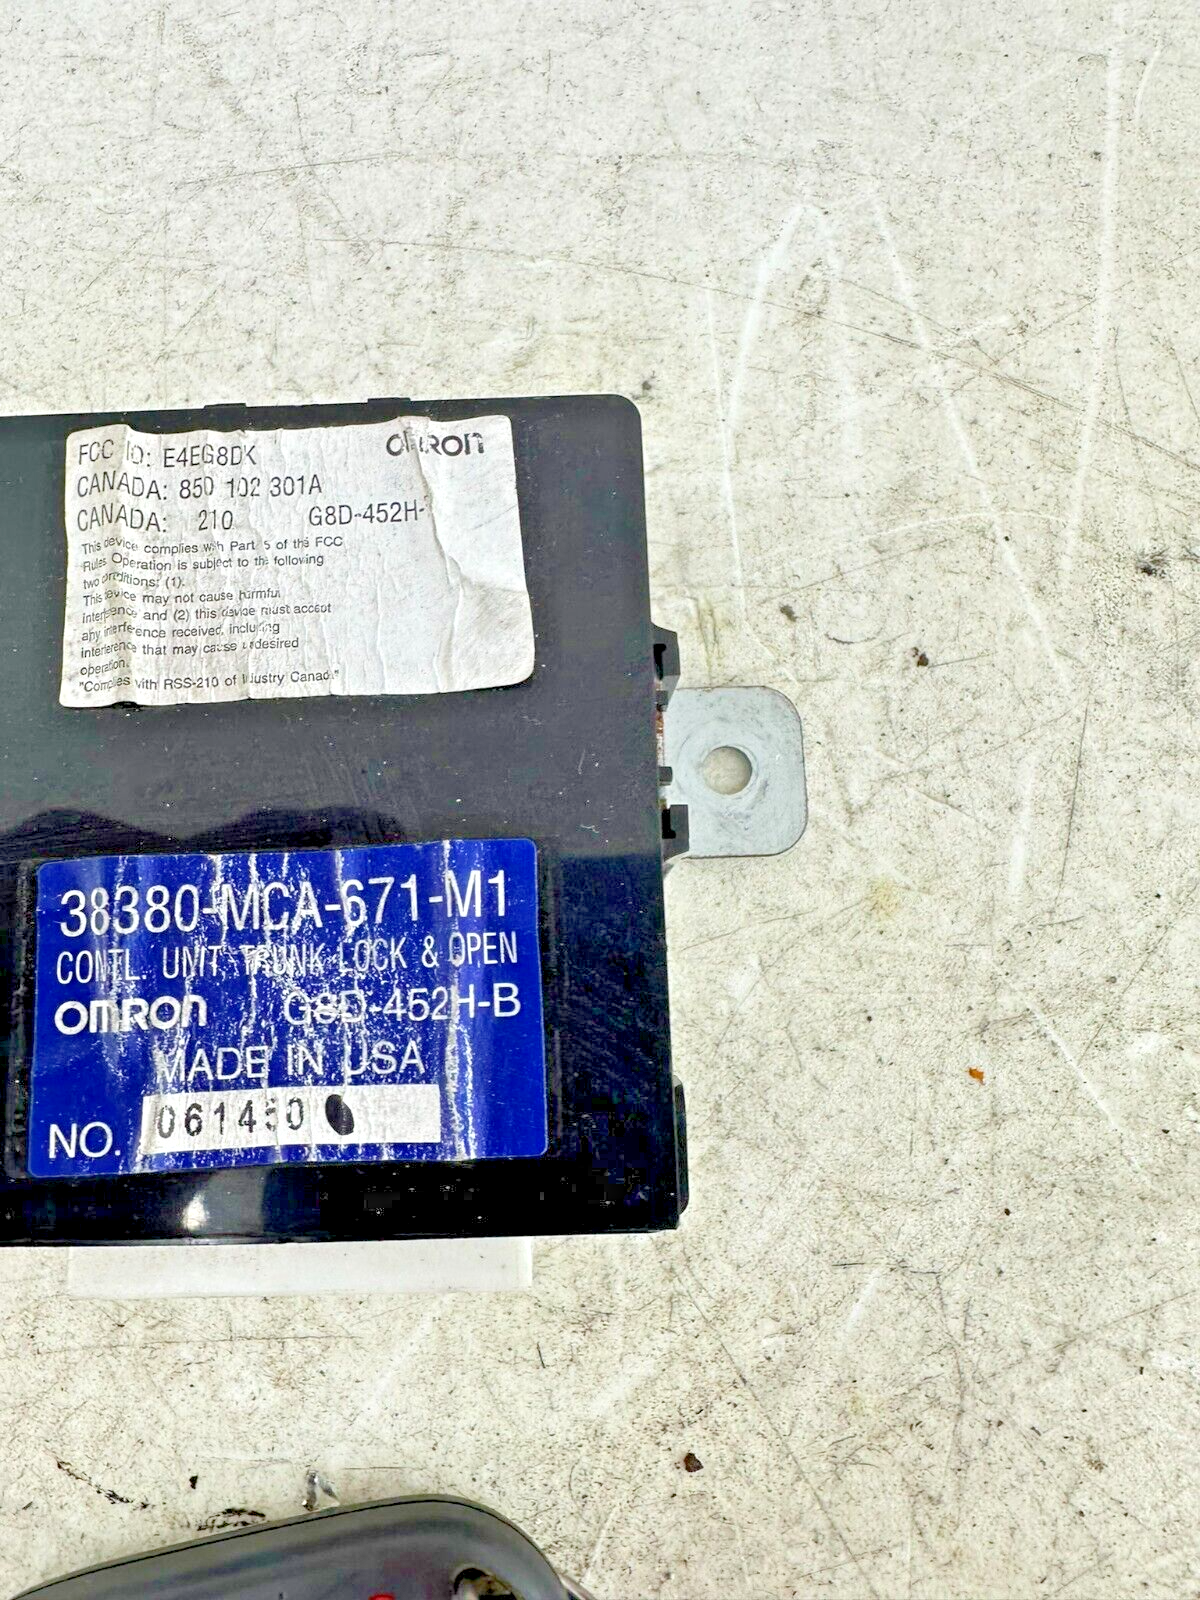 FCC ID: E4EG8DK
OMRON
CANADA: 850 102 301A
CANADA: 210 G8D-452H-
This device complies with Part 15 of the FCC
Rules Operation is subject to the following
two conditions: (1).
This device may not cause harmful
interference and (2) this device must accept
any interference received, including
interference that may cause undesired
operation.
"Complies with RSS-210 of Industry Canada"
38380-MCA-671-M1
CONTL. UNIT TRUNK LOCK & OPEN
OMRON G8D-452H-B
MADE IN USA
NO. 061450